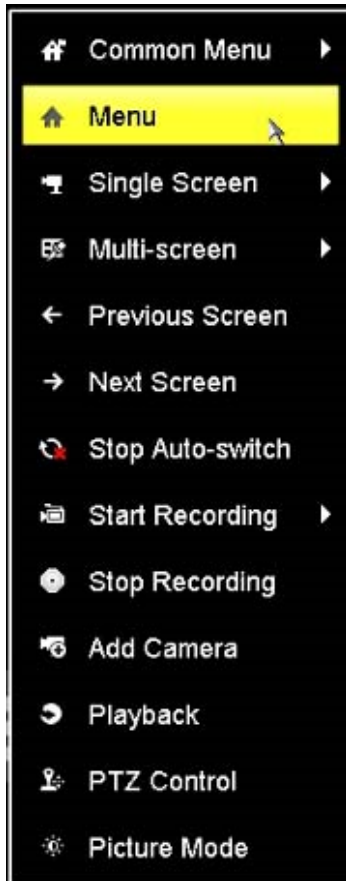 Common Menu
Menu
Single Screen
Multi-screen
Previous Screen
Next Screen
Stop Auto-switch
Start Recording
Stop Recording
Add Camera
Playback
PTZ Control
Picture Mode